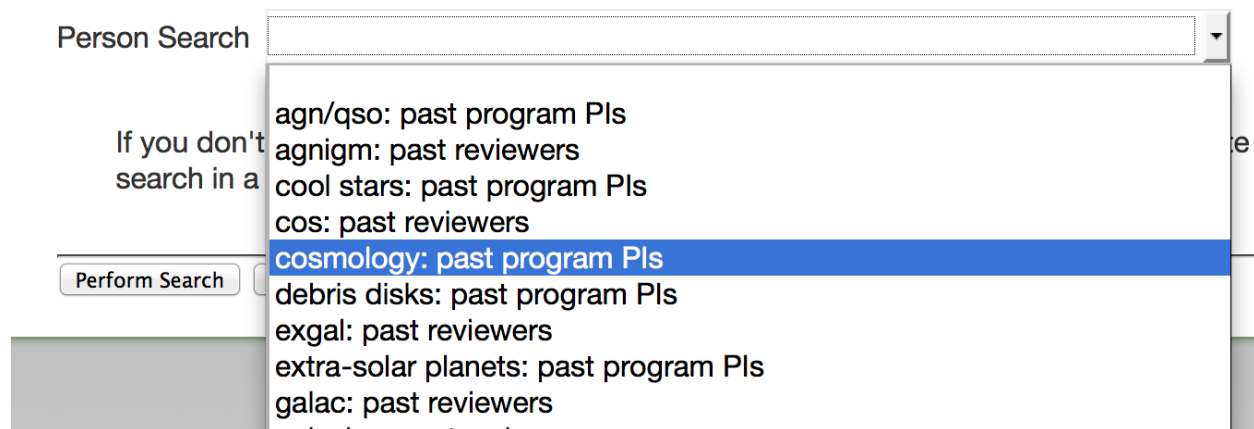 Person Search
agn/qso: past program PIs
If you don't
agnigm: past reviewers
search in a
cool stars: past program PIs
cos: past reviewers
cosmology: past program PIs
Perform Search
debris disks: past program PIs
exgal: past reviewers
extra-solar planets: past program PIs
galac: past reviewers